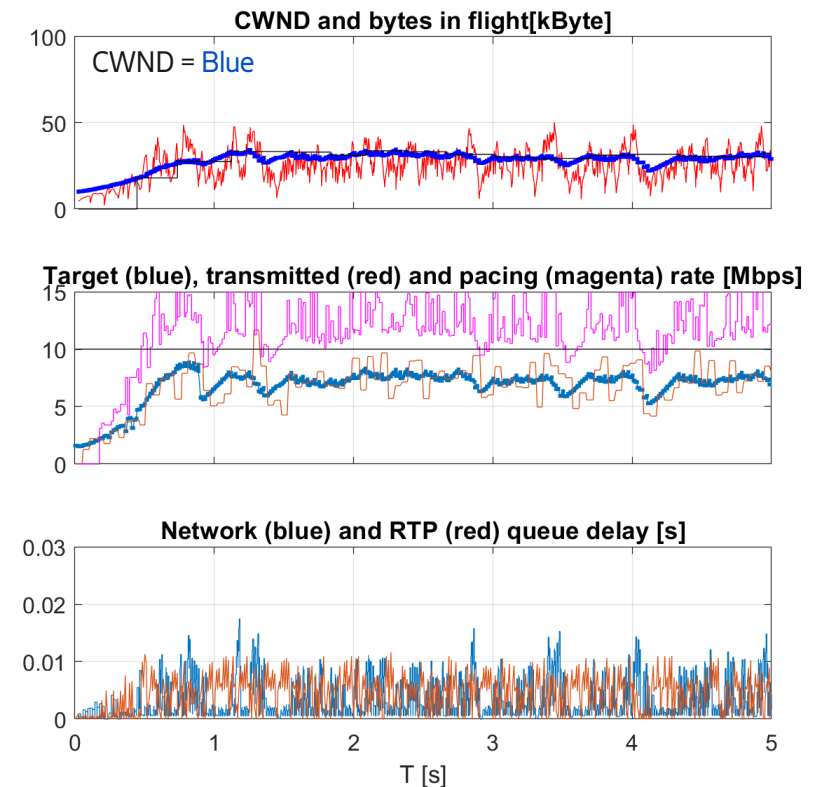 CWND and bytes in flight[kByte]
100
CWND = Blue
50
0
Target (blue), transmitted (red) and pacing (magenta) rate [Mbps]
15
10
5
0
Network (blue) and RTP (red) queue delay [s]
0.03
0.02
0.01
0
0 1 2 3 4 5
T [s]